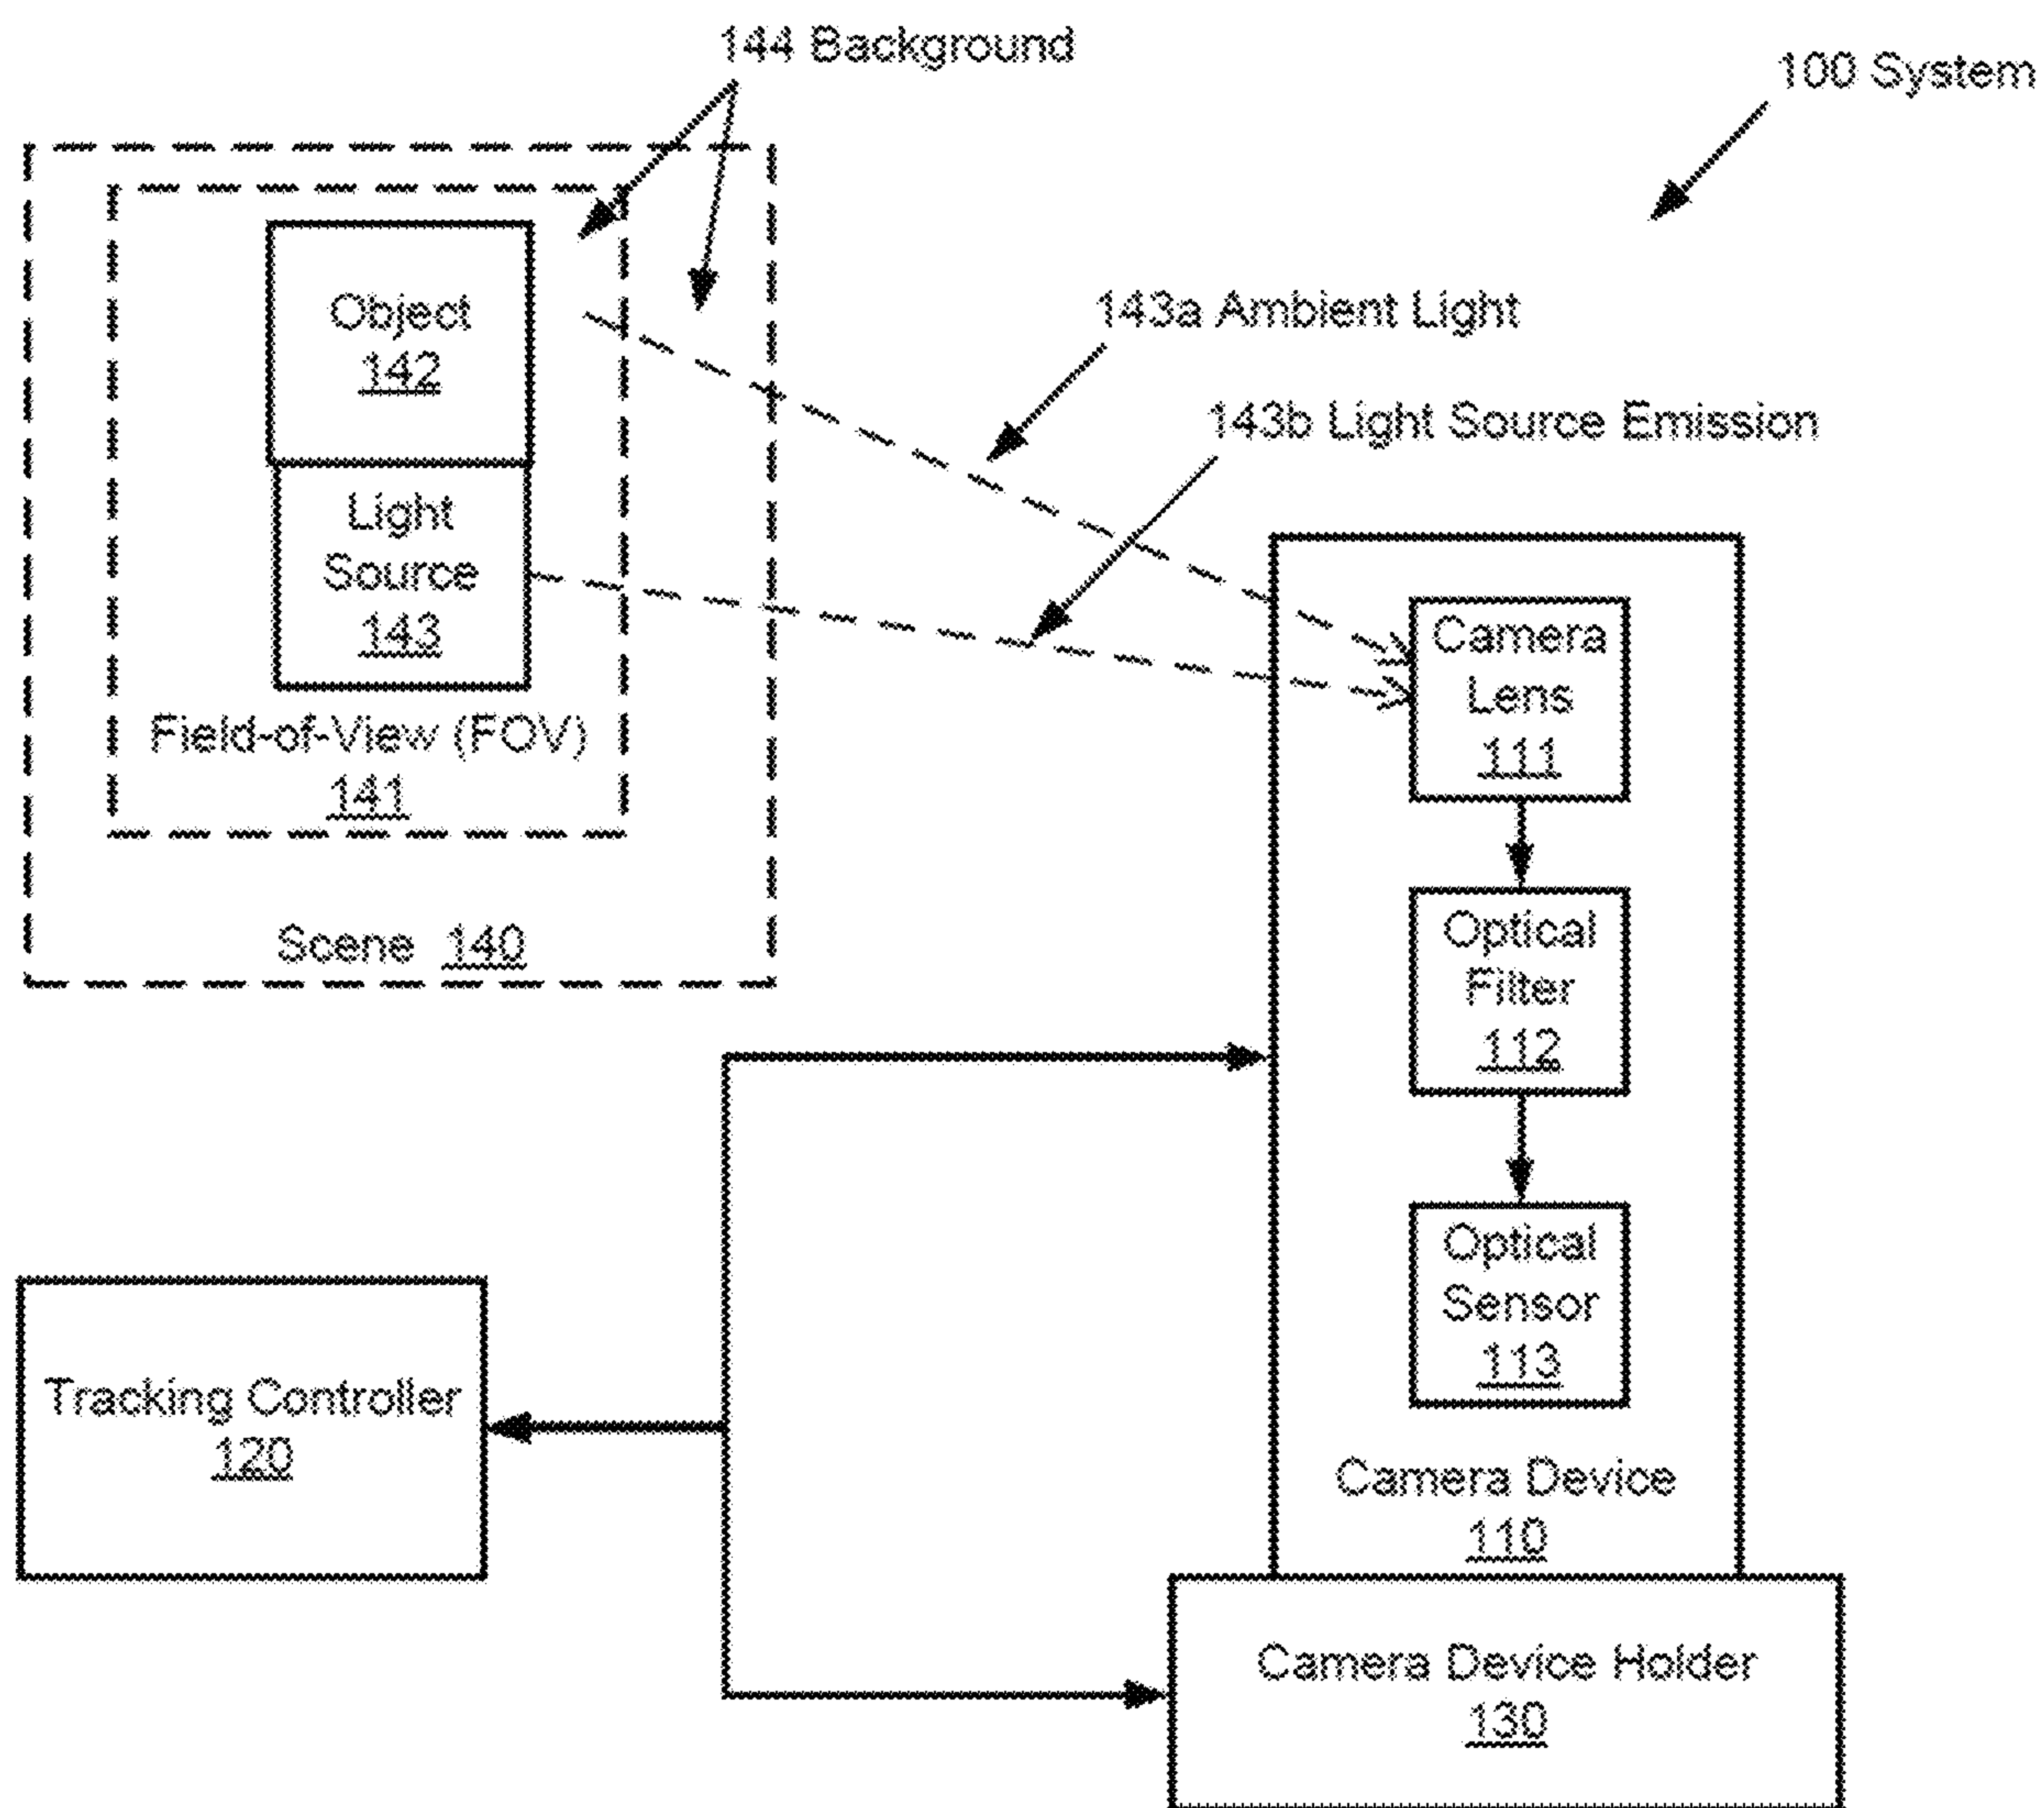 144 Background
100 System
143a Ambient Light
143b Light Source Emission
Object
142
Light
Source
143
Field-of-View (FOV)
141
Scene 140
Camera
Lens
111
Optical
Filter
112
Optical
Sensor
113
Camera Device
110
Tracking Controller
120
Camera Device Holder
130